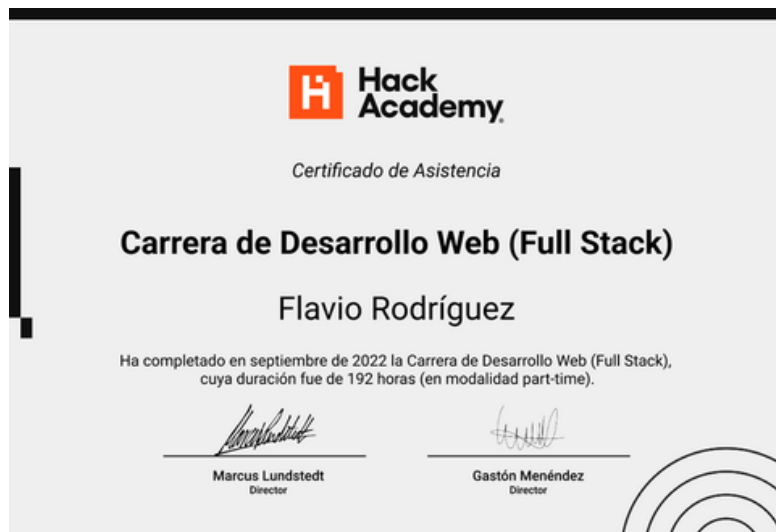 Hack
Academy
Certificado de Asistencia
Carrera de Desarrollo Web (Full Stack)
Flavio Rodríguez
Ha completado en septiembre de 2022 la Carrera de Desarrollo Web (Full Stack),
cuya duración fue de 192 horas (en modalidad part-time).
Marcus Lundstedt
Director
Gastón Menéndez
Director